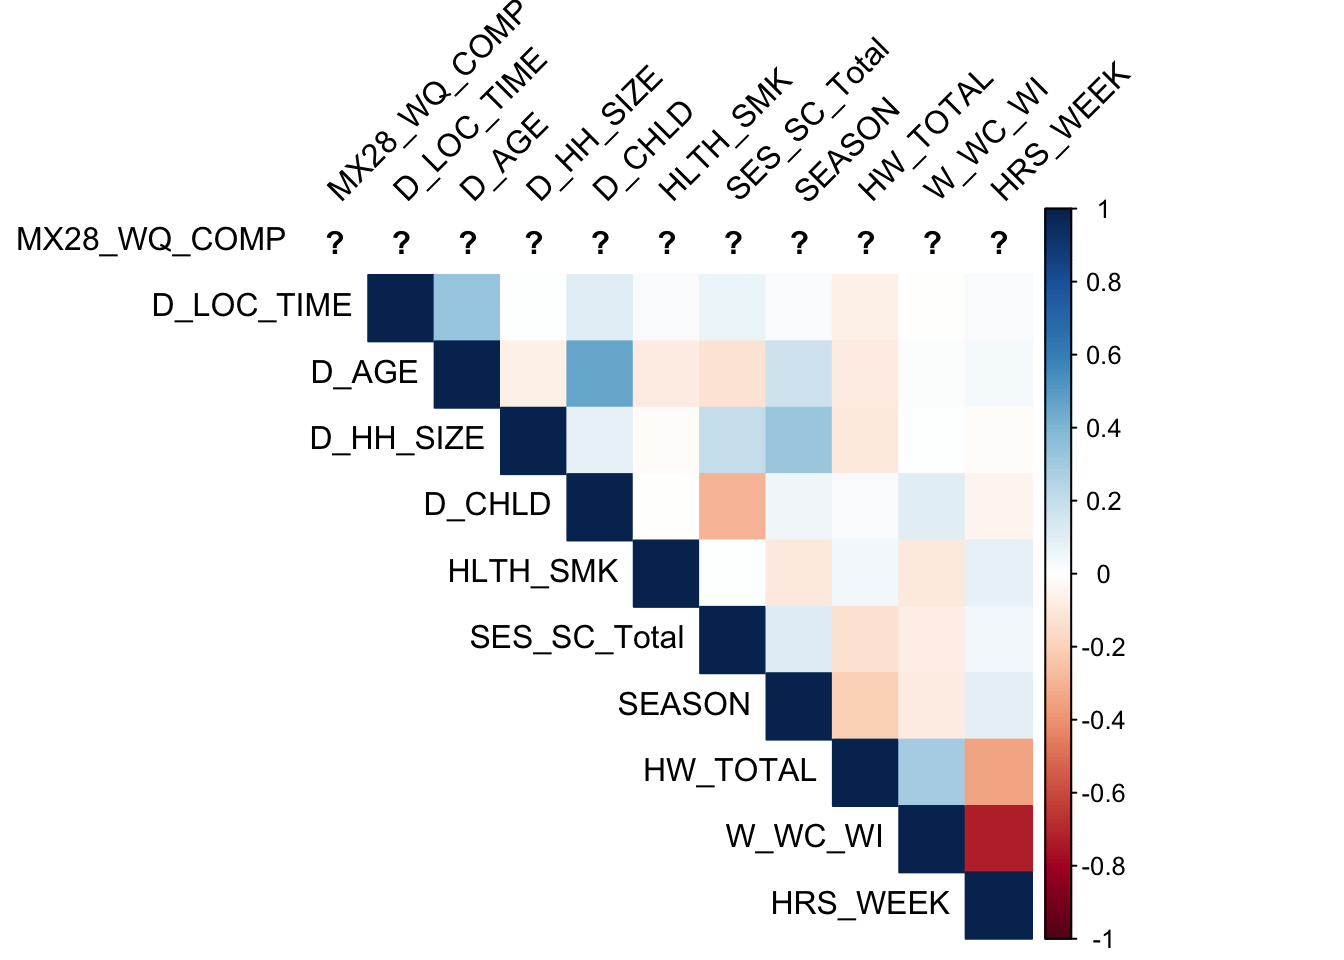 MX28_WQ_COMP
D_LOC_TIME
D_AGE
D_HH_SIZE
D_CHLD
HLTH_SMK
SES_SC_Total
SEASON
HW_TOTAL
W_WC_WI
HRS_WEEK
MX28_WQ_COMP ? ? ? ? ? ? ? ? ? ? ?
D_LOC_TIME
D_AGE
D_HH_SIZE
D_CHLD
HLTH_SMK
SES_SC_Total
SEASON
HW_TOTAL
W_WC_WI
HRS_WEEK
1
0.8
0.6
0.4
0.2
0
-0.2
-0.4
-0.6
-0.8
-1